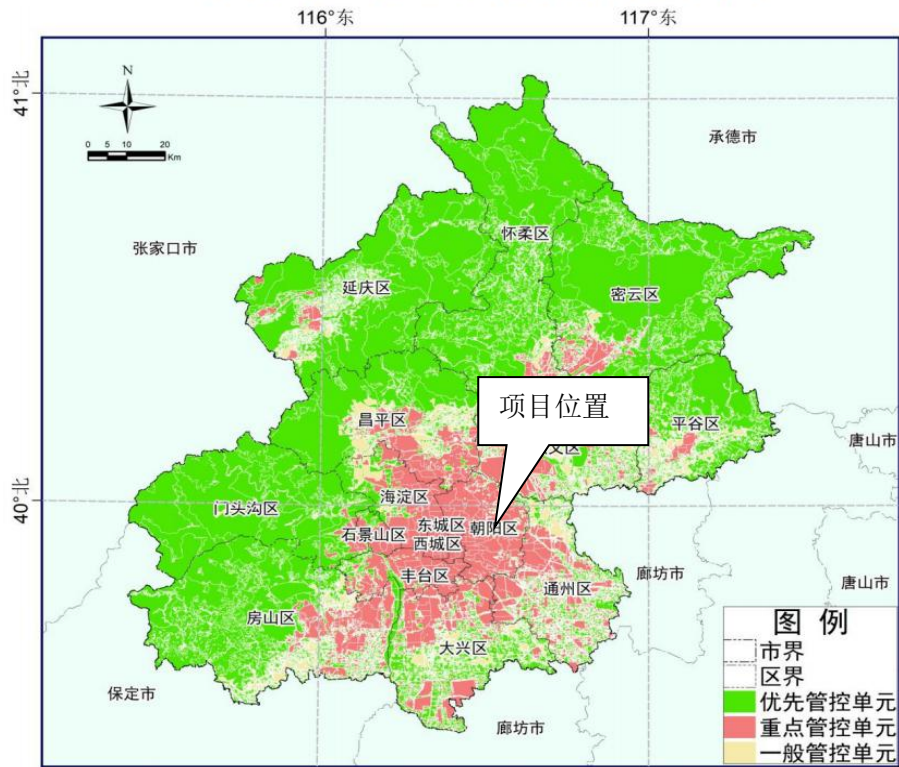 116°东
117°东
41°北
N
0 5 10 20
Km
承德市
怀柔区
张家口市
延庆区
密云区
项目位置
昌平区
平谷区
义区
唐山市
40°北
海淀区
门头沟区
东城区
朝阳区
石景山区
西城区
廊坊市
丰台区
通州区
唐山市
房山区
大兴区
保定市
廊坊市
图 例
市界
区界
优先管控单元
重点管控单元
一般管控单元